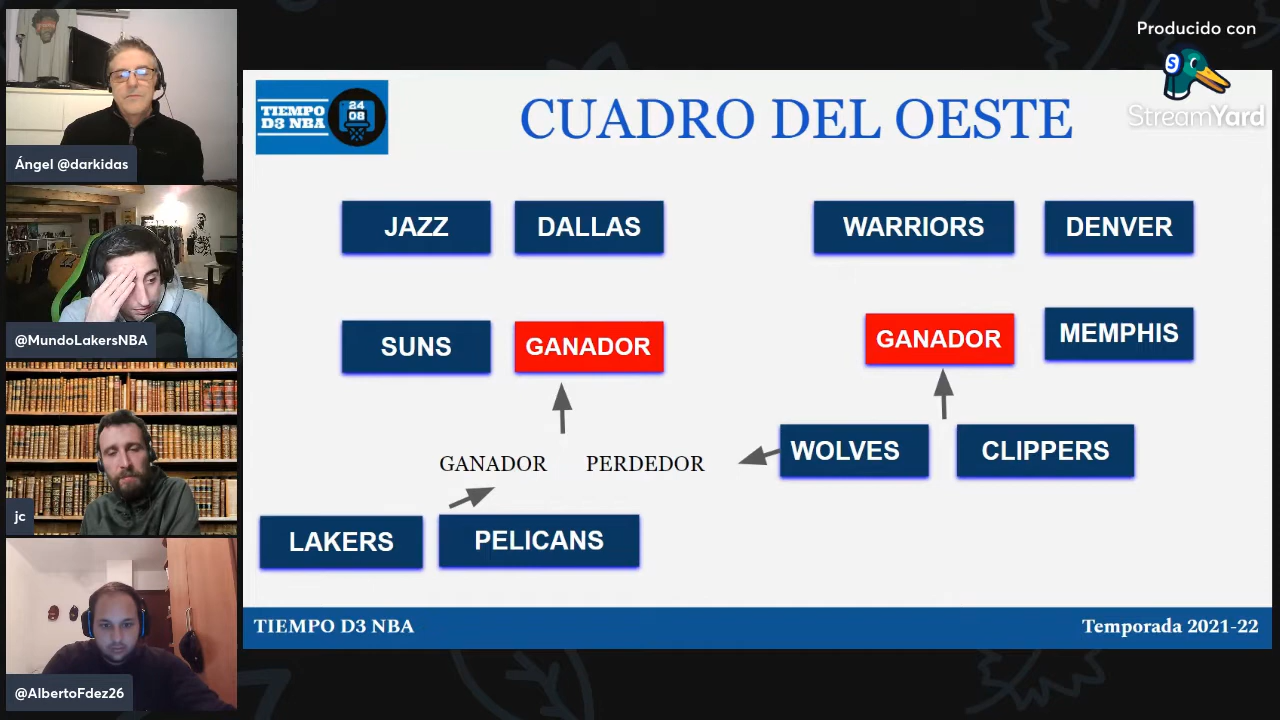 Producido con
StreamYard
TIEMPO
D3 NBA
24
08
CUADRO DEL OESTE
Ángel @darkidas
JAZZ
DALLAS
WARRIORS
DENVER
@MundoLakersNBA
SUNS
GANADOR
GANADOR
MEMPHIS
GANADOR
PERDEDOR
WOLVES
CLIPPERS
jc
LAKERS
PELICANS
TIEMPO D3 NBA
Temporada 2021-22
@AlbertoFdez26